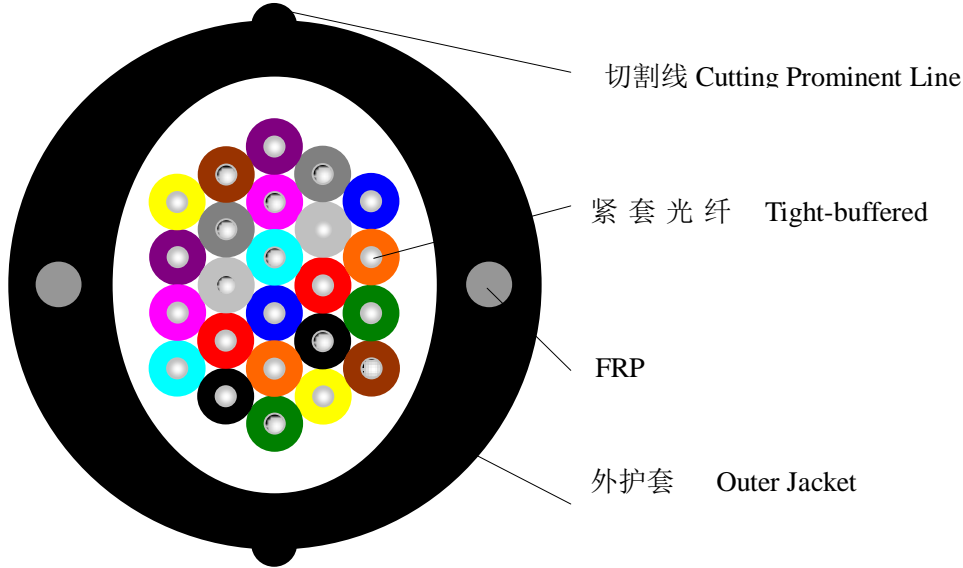 切割线 Cutting Prominent Line
紧 套 光 纤 Tight-buffered
FRP
外护套 Outer Jacket